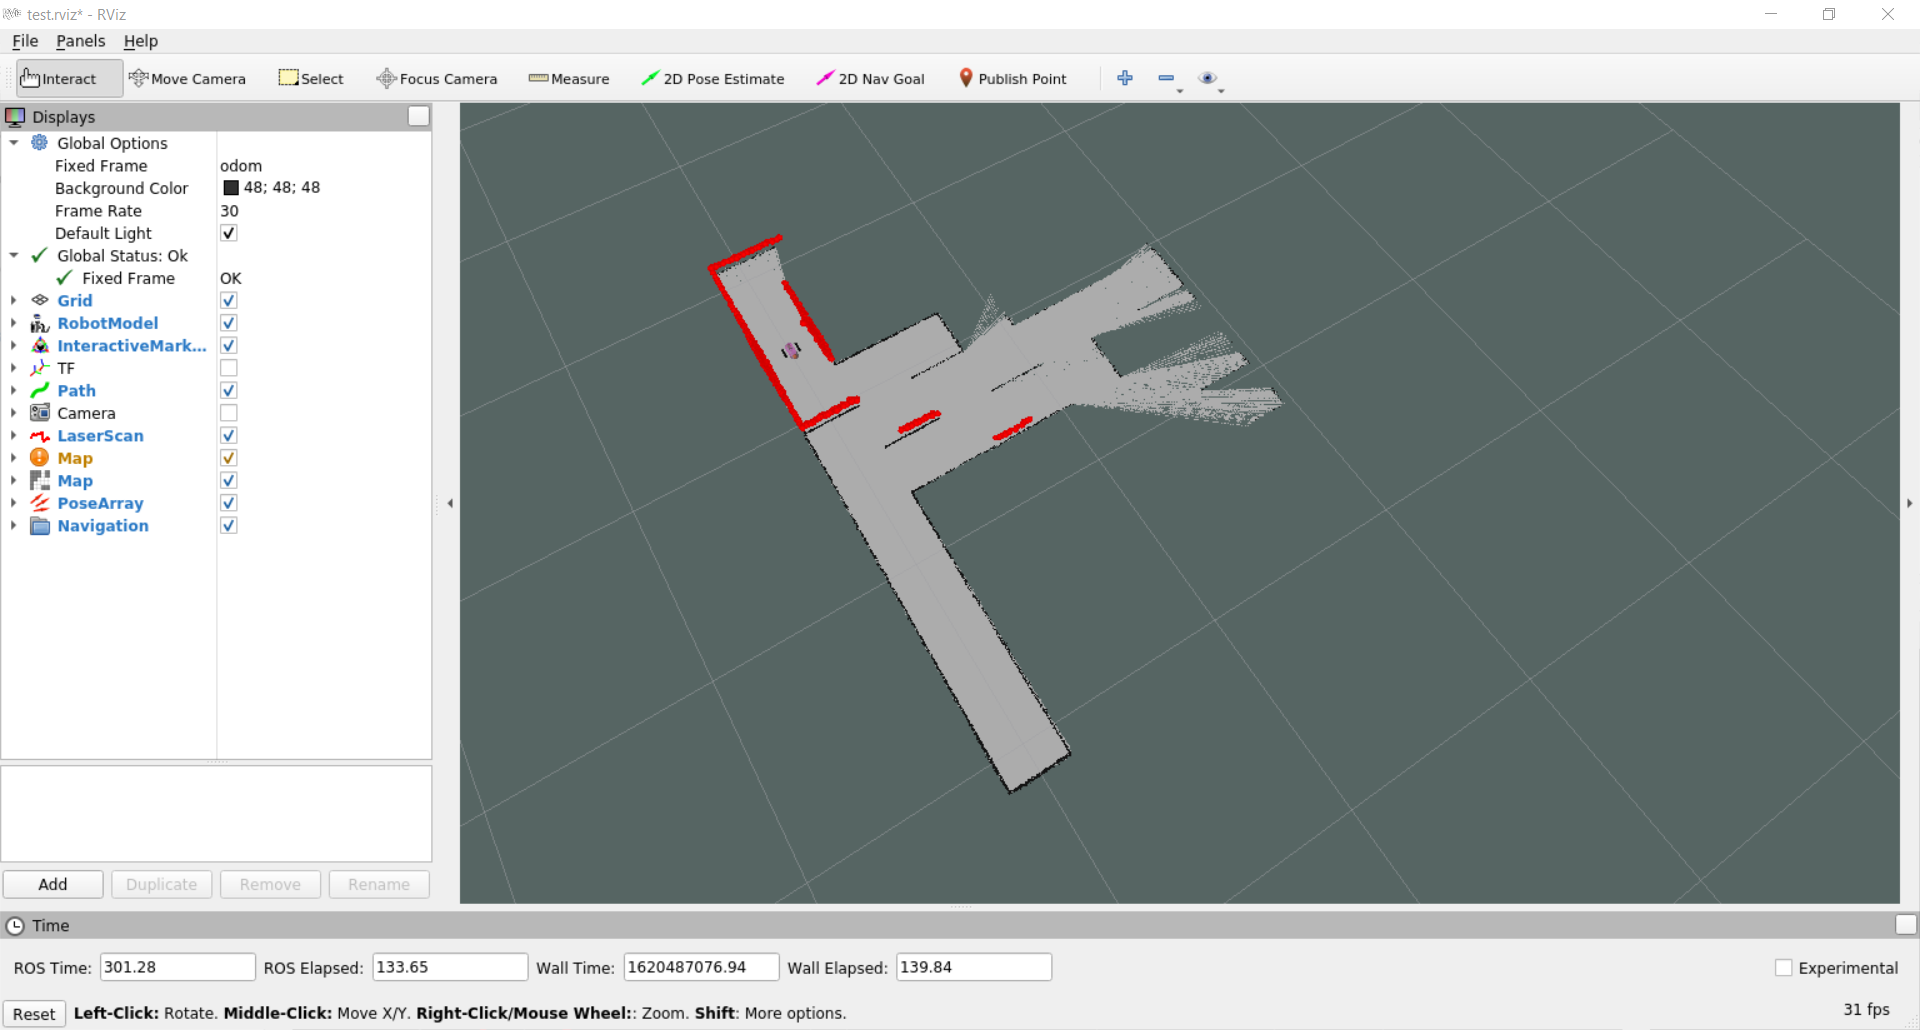 test.rviz* - RViz
File Panels Help
Interact Move Camera Select Focus Camera Measure 2D Pose Estimate 2D Nav Goal Publish Point
Displays
Global Options
Fixed Frame odom
Background Color 48; 48; 48
Frame Rate 30
Default Light
Global Status: Ok
Fixed Frame OK
Grid
RobotModel
InteractiveMark...
TF
Path
Camera
LaserScan
Map
Map
PoseArray
Navigation
Add Duplicate Remove Rename
Time
ROS Time: 301.28 ROS Elapsed: 133.65 Wall Time: 1620487076.94 Wall Elapsed: 139.84 Experimental
Reset Left-Click: Rotate. Middle-Click: Move X/Y. Right-Click/Mouse Wheel:: Zoom. Shift: More options. 31 fps